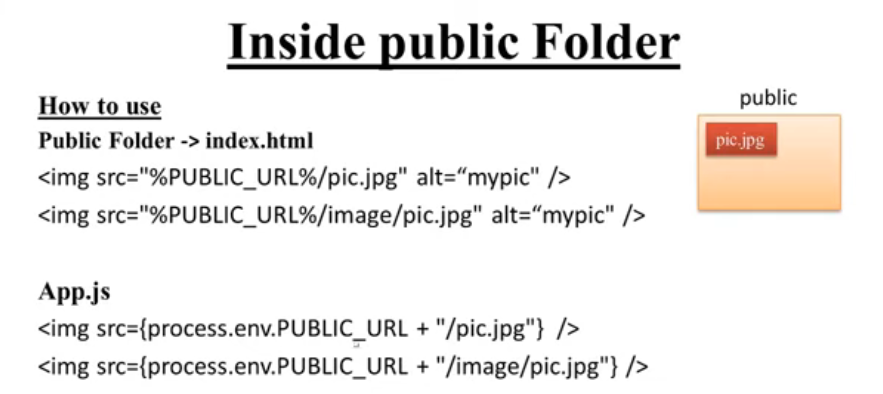 Inside public Folder
How to use
Public Folder -> index.html
<img src="%PUBLIC_URL%/pic.jpg" alt=“mypic" />
<img src="%PUBLIC_URL%/image/pic.jpg" alt=“mypic" />
public
pic.jpg
App.js
<img src={process.env.PUBLIC_URL + "/pic.jpg"} />
<img src={process.env.PUBLIC_URL + "/image/pic.jpg"} />